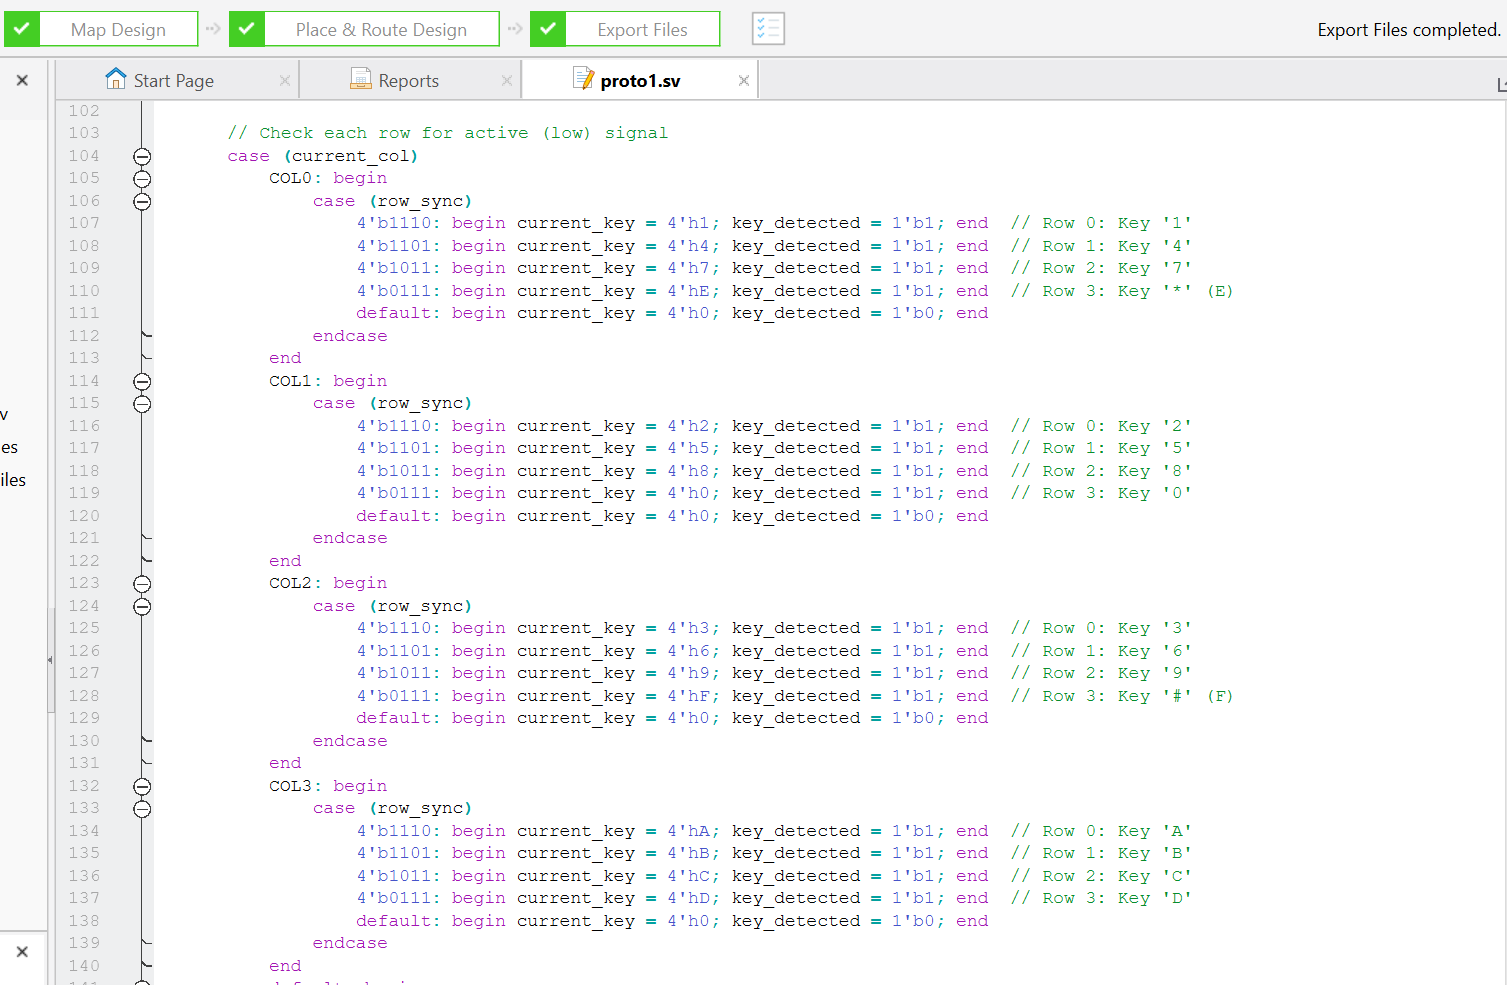 Map Design Place & Route Design Export Files Export Files completed.
Start Page Reports proto1.sv
102
103 // Check each row for active (low) signal
104 case (current_col)
105 COL0: begin
106 case (row_sync)
107 4'b1110: begin current_key = 4'h1; key_detected = 1'b1; end // Row 0: Key '1'
108 4'b1101: begin current_key = 4'h4; key_detected = 1'b1; end // Row 1: Key '4'
109 4'b1011: begin current_key = 4'h7; key_detected = 1'b1; end // Row 2: Key '7'
110 4'b0111: begin current_key = 4'hE; key_detected = 1'b1; end // Row 3: Key '*' (E)
111 default: begin current_key = 4'h0; key_detected = 1'b0; end
112 endcase
113 end
114 COL1: begin
115 case (row_sync)
116 4'b1110: begin current_key = 4'h2; key_detected = 1'b1; end // Row 0: Key '2'
117 4'b1101: begin current_key = 4'h5; key_detected = 1'b1; end // Row 1: Key '5'
118 4'b1011: begin current_key = 4'h8; key_detected = 1'b1; end // Row 2: Key '8'
119 4'b0111: begin current_key = 4'h0; key_detected = 1'b1; end // Row 3: Key '0'
120 default: begin current_key = 4'h0; key_detected = 1'b0; end
121 endcase
122 end
123 COL2: begin
124 case (row_sync)
125 4'b1110: begin current_key = 4'h3; key_detected = 1'b1; end // Row 0: Key '3'
126 4'b1101: begin current_key = 4'h6; key_detected = 1'b1; end // Row 1: Key '6'
127 4'b1011: begin current_key = 4'h9; key_detected = 1'b1; end // Row 2: Key '9'
128 4'b0111: begin current_key = 4'hF; key_detected = 1'b1; end // Row 3: Key '#' (F)
129 default: begin current_key = 4'h0; key_detected = 1'b0; end
130 endcase
131 end
132 COL3: begin
133 case (row_sync)
134 4'b1110: begin current_key = 4'hA; key_detected = 1'b1; end // Row 0: Key 'A'
135 4'b1101: begin current_key = 4'hB; key_detected = 1'b1; end // Row 1: Key 'B'
136 4'b1011: begin current_key = 4'hC; key_detected = 1'b1; end // Row 2: Key 'C'
137 4'b0111: begin current_key = 4'hD; key_detected = 1'b1; end // Row 3: Key 'D'
138 default: begin current_key = 4'h0; key_detected = 1'b0; end
139 endcase
140 end
v
es
iles